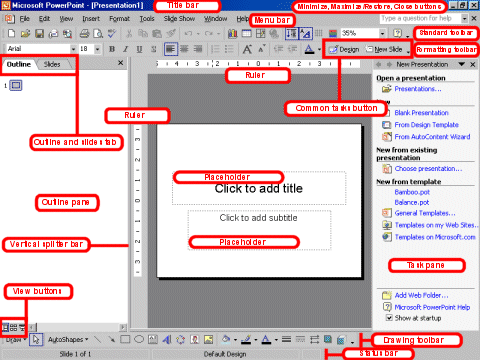 Microsoft PowerPoint - [Presentation1]
Title bar
Minimize, Maximize/Restore, Close buttons
File Edit View Insert Format Tools Slide Show Window Help
Menu bar
Type a question for help
35%
Standard toolbar
Arial 18 B I U S
Design New Slide
Formatting toolbar
Outline Slides
Ruler
New Presentation
Open a presentation
Presentations...
Common tasks button
New
Blank Presentation
From Design Template
From AutoContent Wizard
1
Ruler
Outline and slides tab
New from existing presentation
Choose presentation...
Placeholder
Click to add title
New from template
Bamboo.pot
Balance.pot
General Templates...
Templates on my Web Sites...
Templates on Microsoft.com
Outline pane
Click to add subtitle
Placeholder
Vertical splitter bar
Task pane
View buttons
Add Web Folder...
Microsoft PowerPoint Help
Show at startup
Draw AutoShapes
Drawing toolbar
Slide 1 of 1
Default Design
Status bar